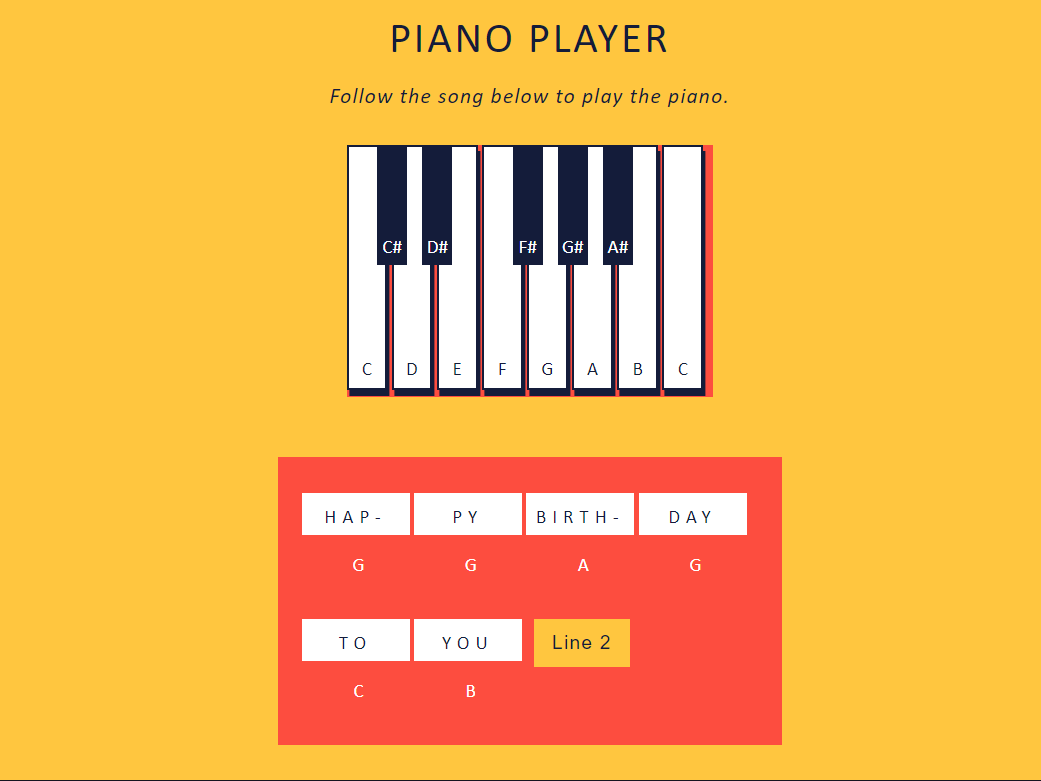 PIANO PLAYER
Follow the song below to play the piano.
C# D# F# G# A#
C D E F G A B C
HAP- PY BIRTH- DAY
G G A G
TO YOU Line 2
C B